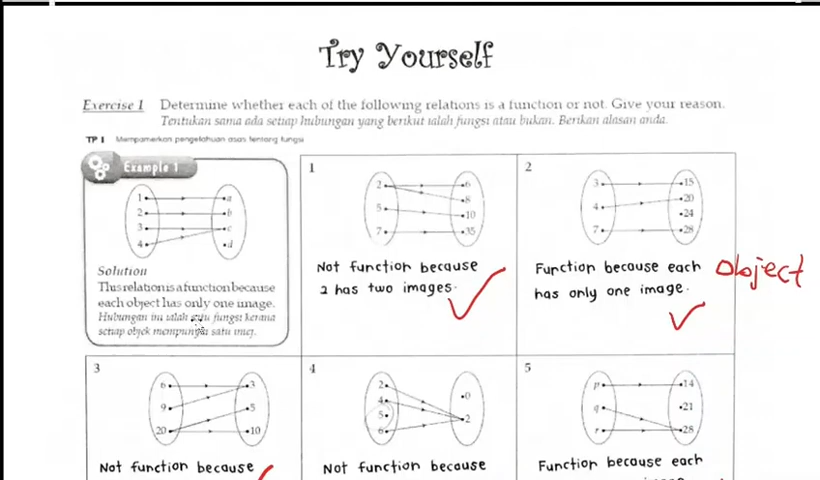 Try Yourself
Exercise 1 Determine whether each of the following relations is a function or not. Give your reason.
Tentukan sama ada setiap hubungan yang berikut ialah fungsi atau bukan. Berikan alasan anda.
TP 1 Mempamerkan pengetahuan asas tentang fungsi
Example 1
1 a
2 b
3 c
4 d
Solution
This relation is a function because
each object has only one image.
Hubungan ini ialah satu fungsi kerana
setiap objek mempunyai satu imej.
1
2 6
8
5 10
7 35
Not function because
2 has two images.
2
3 15
4 20
24
7 28
Function because each object
has only one image.
3
6 3
9 5
20 10
Not function because
4
2 0
4
5 2
6
Not function because
5
p 14
q 21
r 28
Function because each